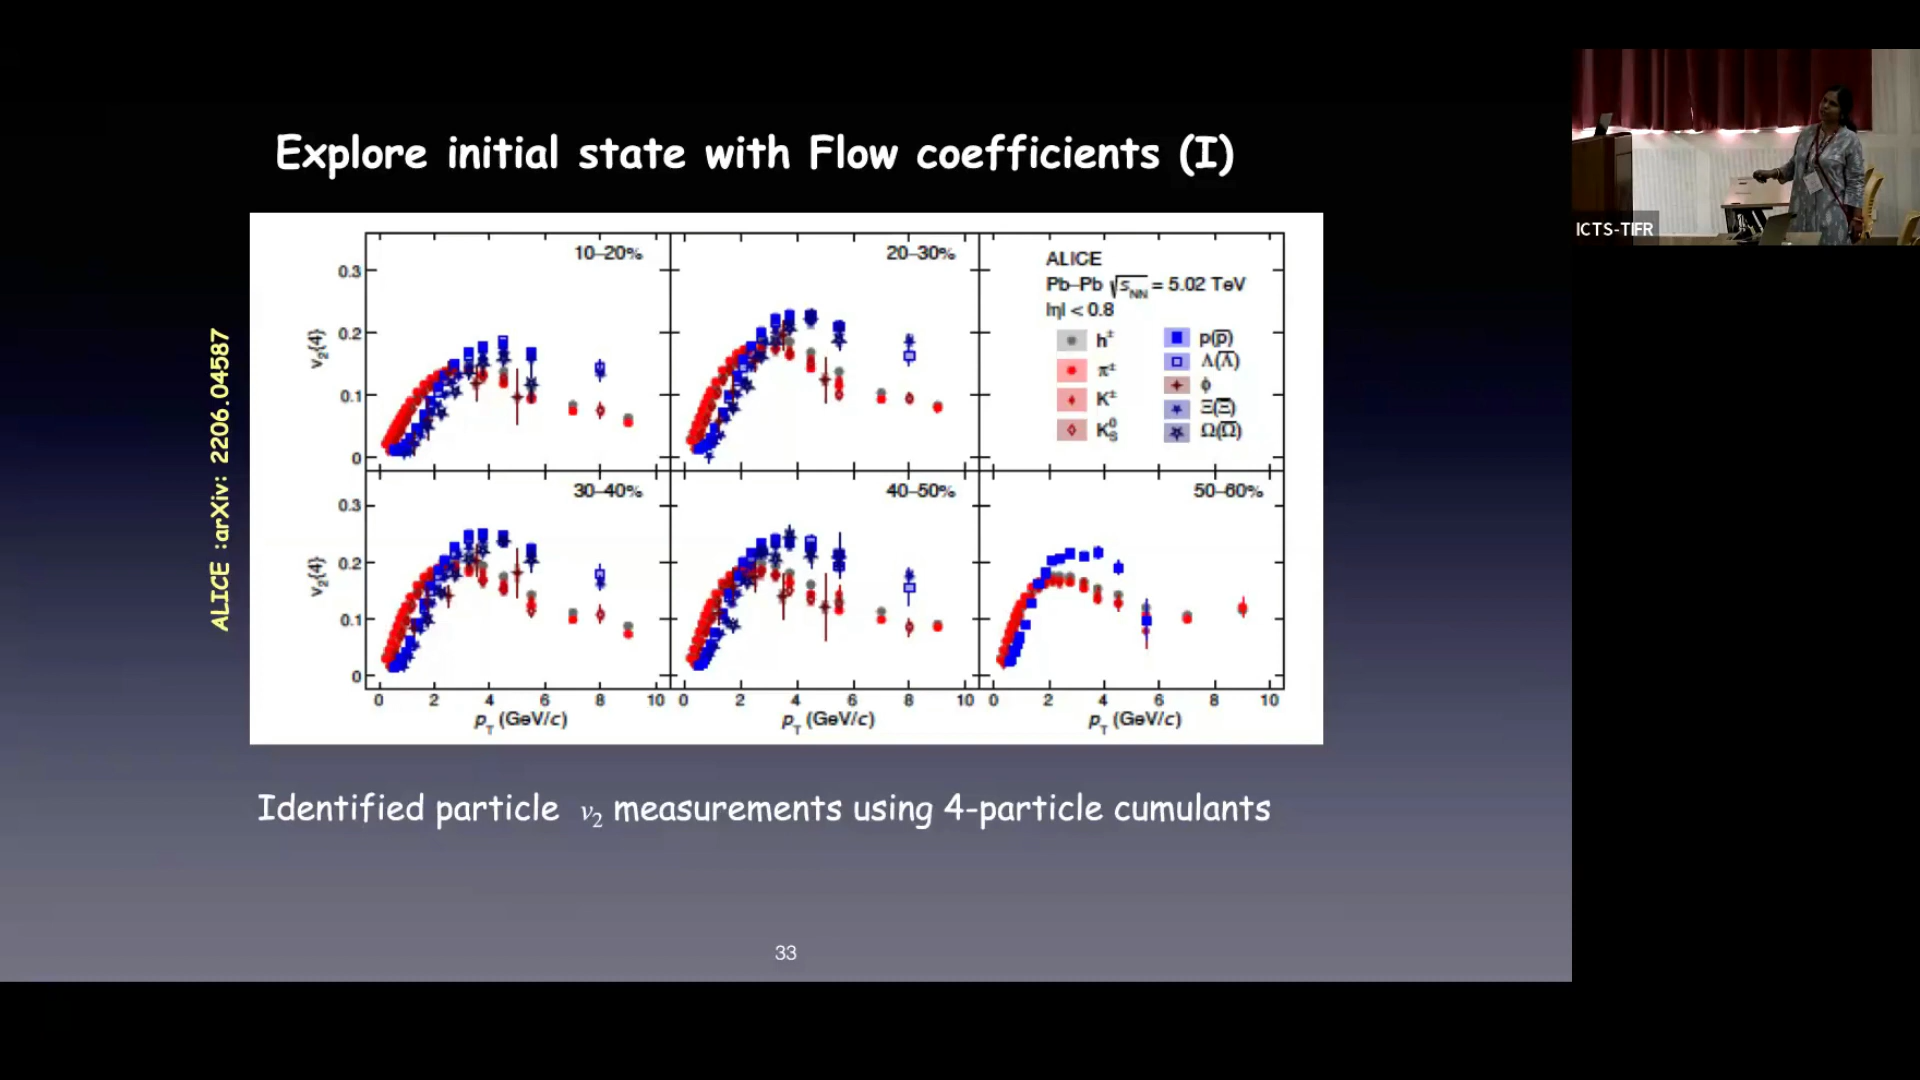 Explore initial state with Flow coefficients (I)
ICTS-TIFR
ALICE :arXiv: 2206.04587
10–20%
20–30%
ALICE
Pb–Pb √sNN = 5.02 TeV
|η| < 0.8
h±
p(p̅)
π±
Λ(Λ̅)
K±
ϕ
Ξ(Ξ̅)
K0S
Ω(Ω̅)
v2{4}
0.3
0.2
0.1
0
30–40%
40–50%
50–60%
v2{4}
0.3
0.2
0.1
0
0 2 4 6 8 10
0 2 4 6 8 10
0 2 4 6 8 10
pT (GeV/c)
pT (GeV/c)
pT (GeV/c)
Identified particle v2 measurements using 4-particle cumulants
33